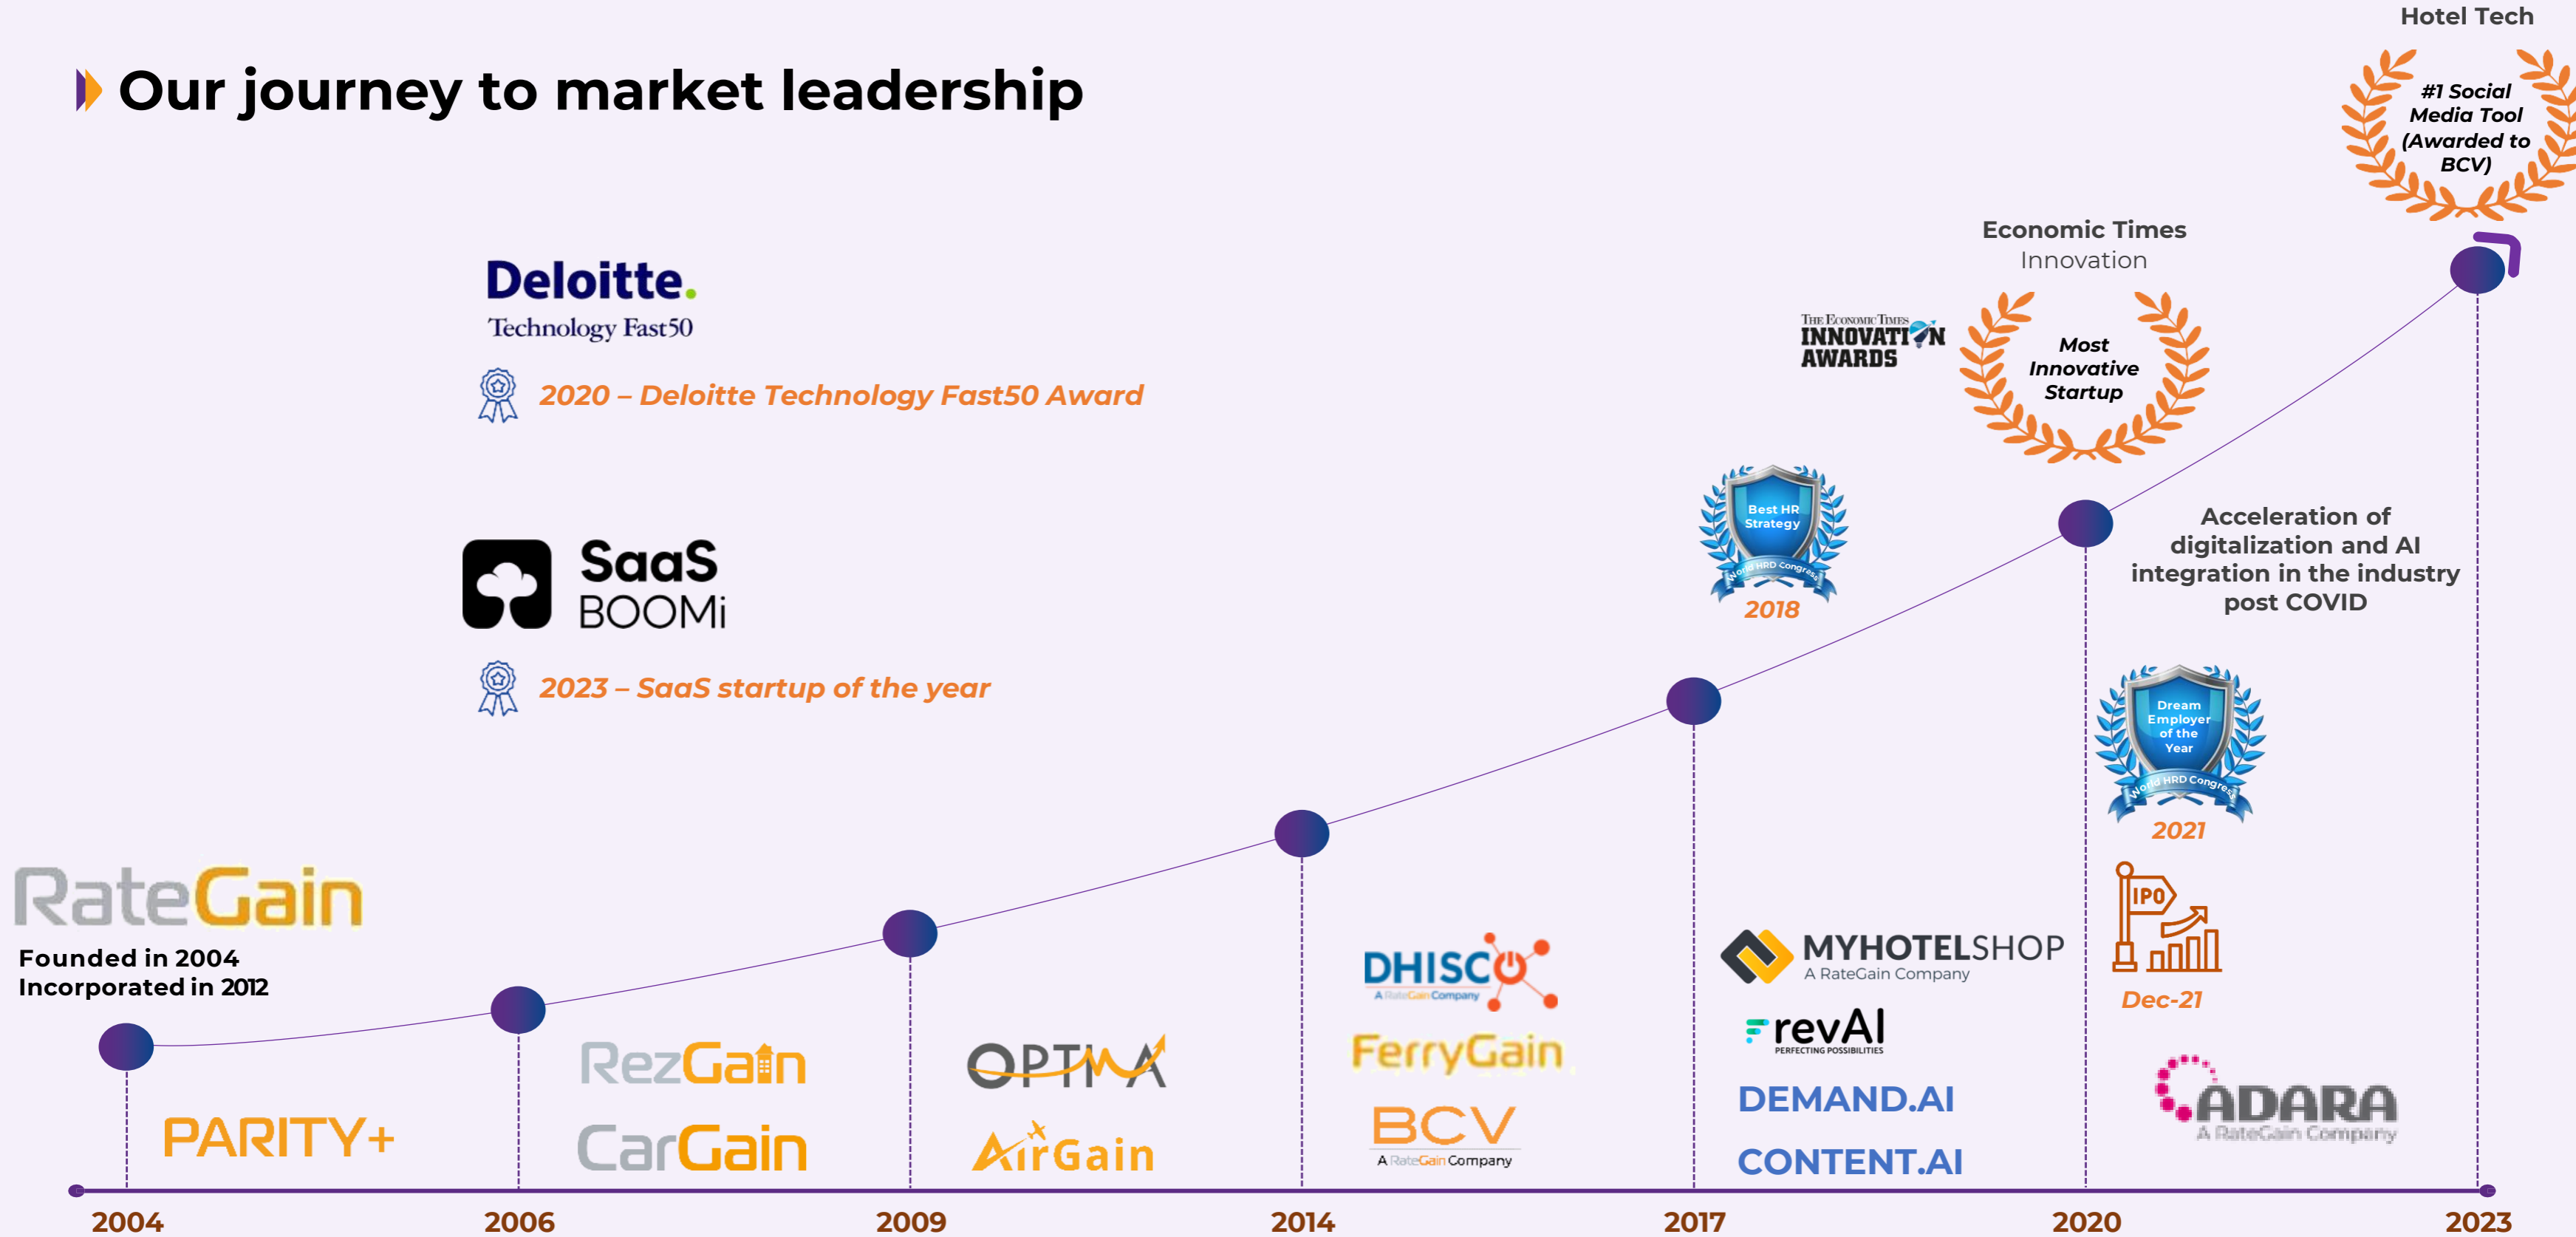 Our journey to market leadership
Hotel Tech
#1 Social
Media Tool
(Awarded to
BCV)
Economic Times
Innovation
THE ECONOMIC TIMES
INNOVATION
AWARDS
Most
Innovative
Startup
Deloitte.
Technology Fast50
2020 – Deloitte Technology Fast50 Award
SaaS
BOOMi
2023 – SaaS startup of the year
Best HR
Strategy
World HRD Congress
2018
Acceleration of
digitalization and AI
integration in the industry
post COVID
Dream
Employer
of the
Year
World HRD Congress
2021
IPO
Dec-21
RateGain
Founded in 2004
Incorporated in 2012
PARITY+
RezGain
CarGain
OPTIMA
AirGain
DHISCO
A RateGain Company
FerryGain
BCV
A RateGain Company
MYHOTELSHOP
A RateGain Company
revAI
PERFECTING POSSIBILITIES
DEMAND.AI
CONTENT.AI
ADARA
A RateGain Company
2004
2006
2009
2014
2017
2020
2023